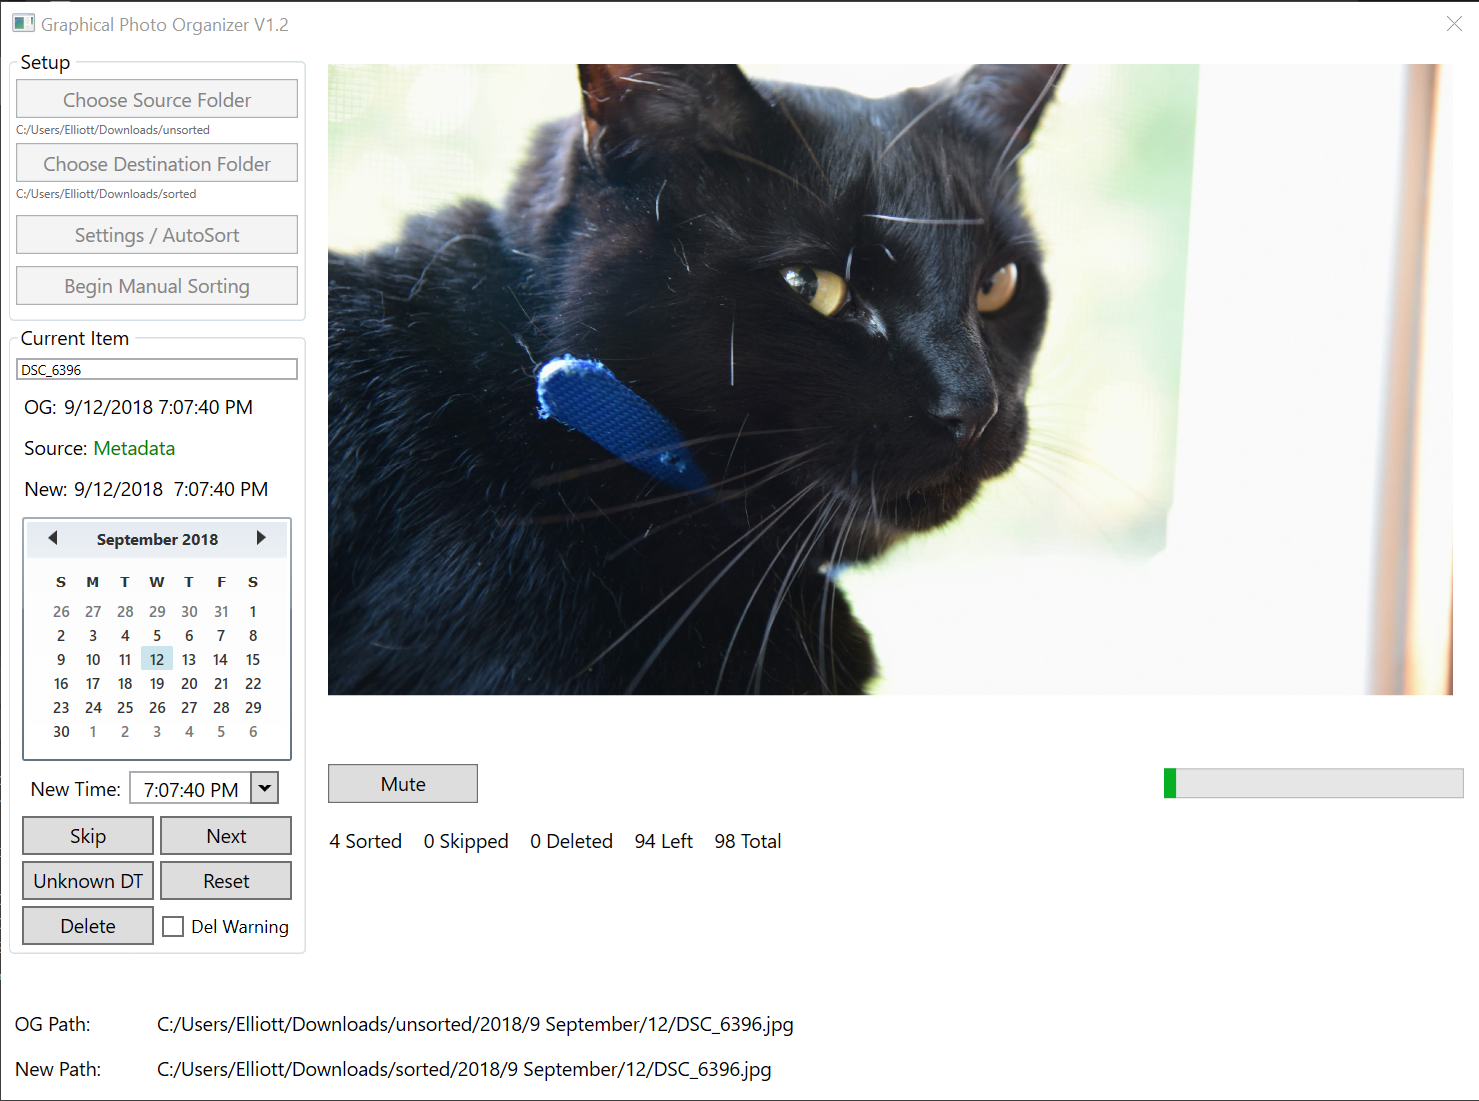 Graphical Photo Organizer V1.2
Setup
Choose Source Folder
C:/Users/Elliott/Downloads/unsorted
Choose Destination Folder
C:/Users/Elliott/Downloads/sorted
Settings / AutoSort
Begin Manual Sorting
Current Item
DSC_6396
OG: 9/12/2018 7:07:40 PM
Source: Metadata
New: 9/12/2018 7:07:40 PM
September 2018
S M T W T F S
26 27 28 29 30 31 1
2 3 4 5 6 7 8
9 10 11 12 13 14 15
16 17 18 19 20 21 22
23 24 25 26 27 28 29
30 1 2 3 4 5 6
New Time: 7:07:40 PM
Skip Next
Unknown DT Reset
Delete Del Warning
Mute
4 Sorted 0 Skipped 0 Deleted 94 Left 98 Total
OG Path: C:/Users/Elliott/Downloads/unsorted/2018/9 September/12/DSC_6396.jpg
New Path: C:/Users/Elliott/Downloads/sorted/2018/9 September/12/DSC_6396.jpg